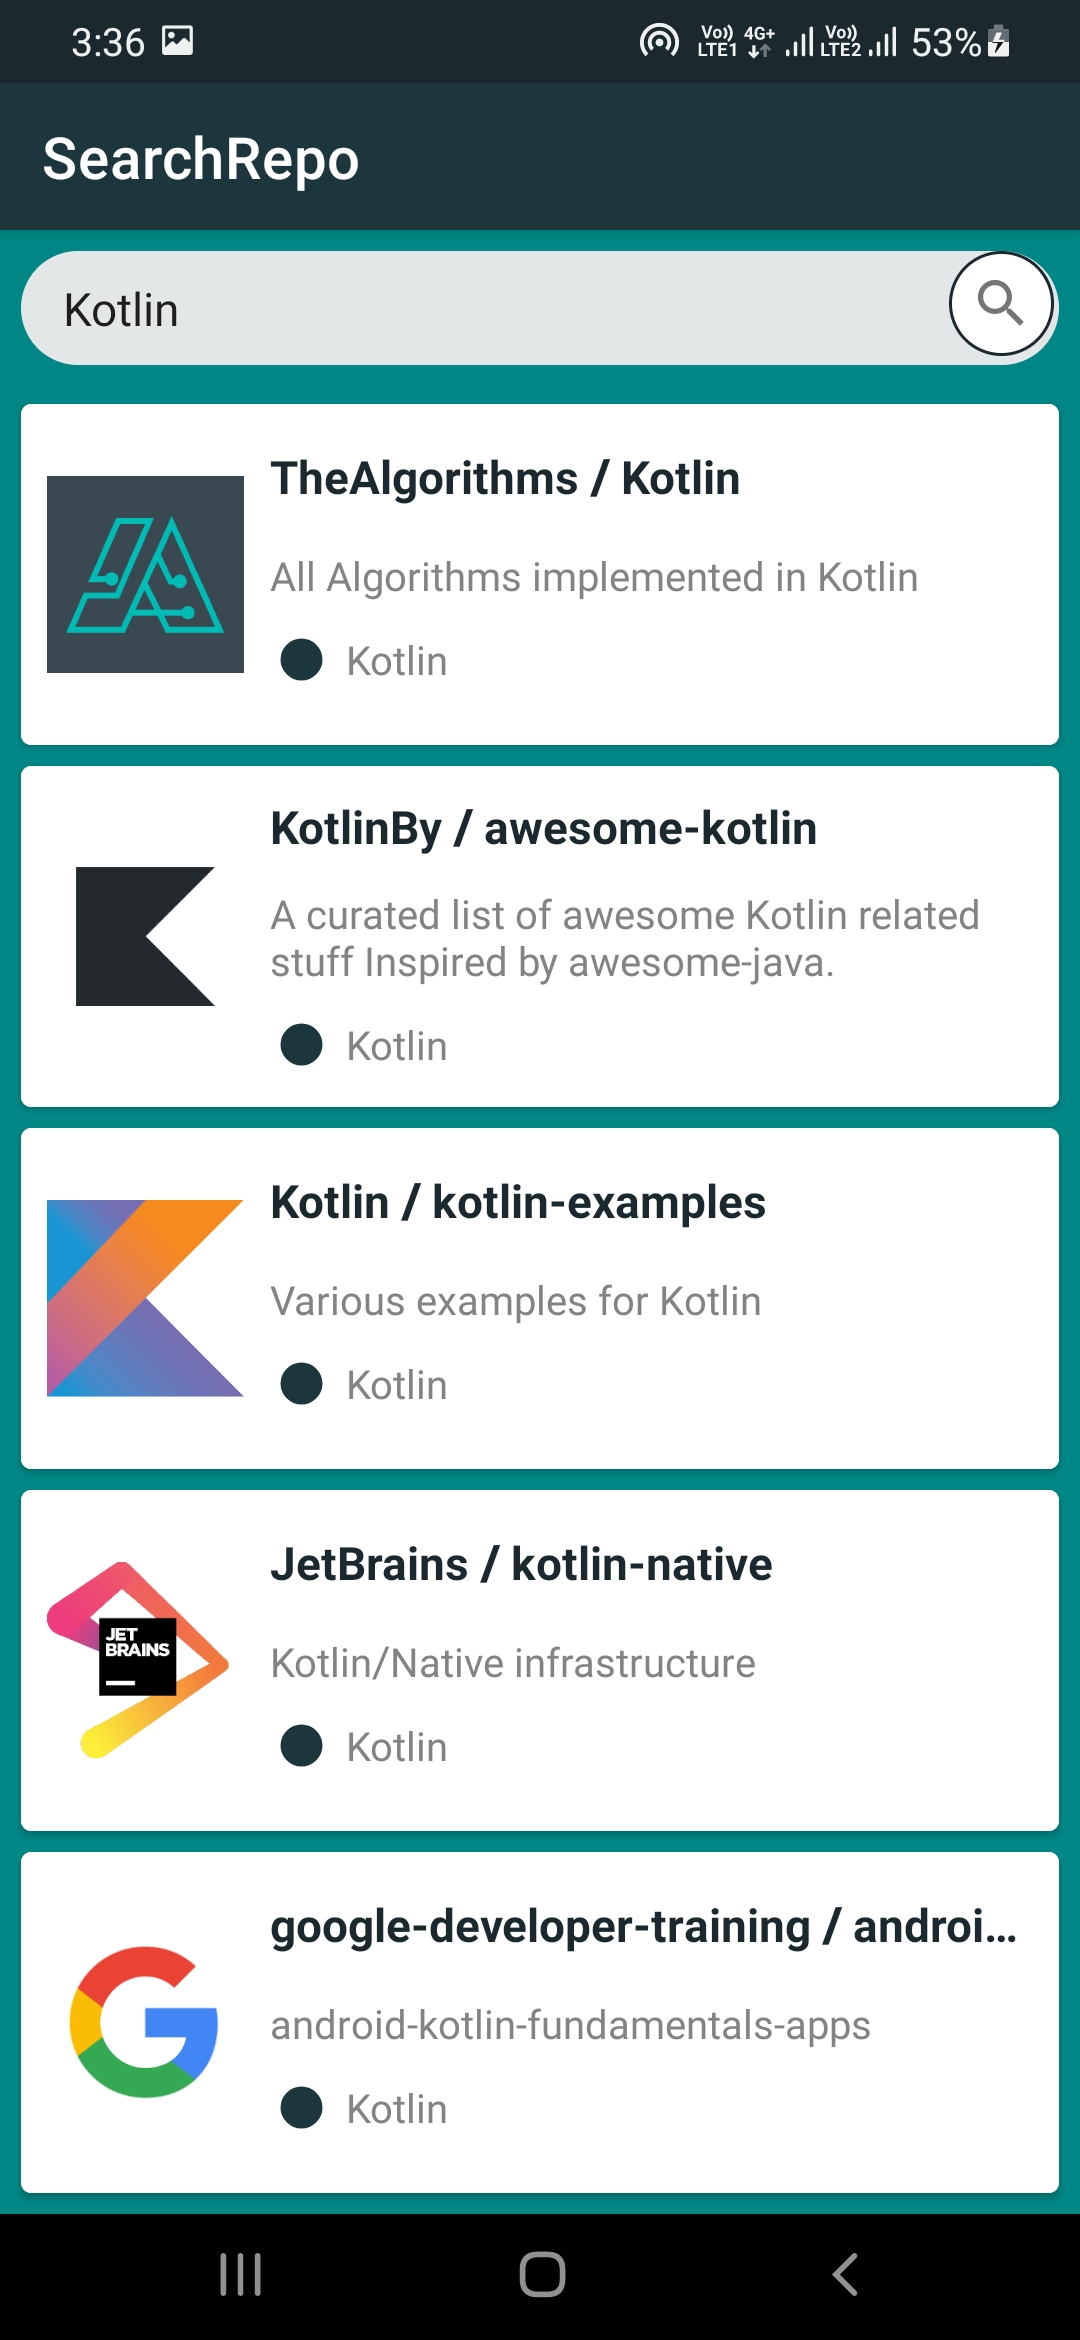 3:36
Vo)) 4G+ Vo))
LTE1 LTE2 53%
SearchRepo
Kotlin
TheAlgorithms / Kotlin
All Algorithms implemented in Kotlin
Kotlin
KotlinBy / awesome-kotlin
A curated list of awesome Kotlin related
stuff Inspired by awesome-java.
Kotlin
Kotlin / kotlin-examples
Various examples for Kotlin
Kotlin
JET
BRAINS
JetBrains / kotlin-native
Kotlin/Native infrastructure
Kotlin
google-developer-training / androi...
android-kotlin-fundamentals-apps
Kotlin